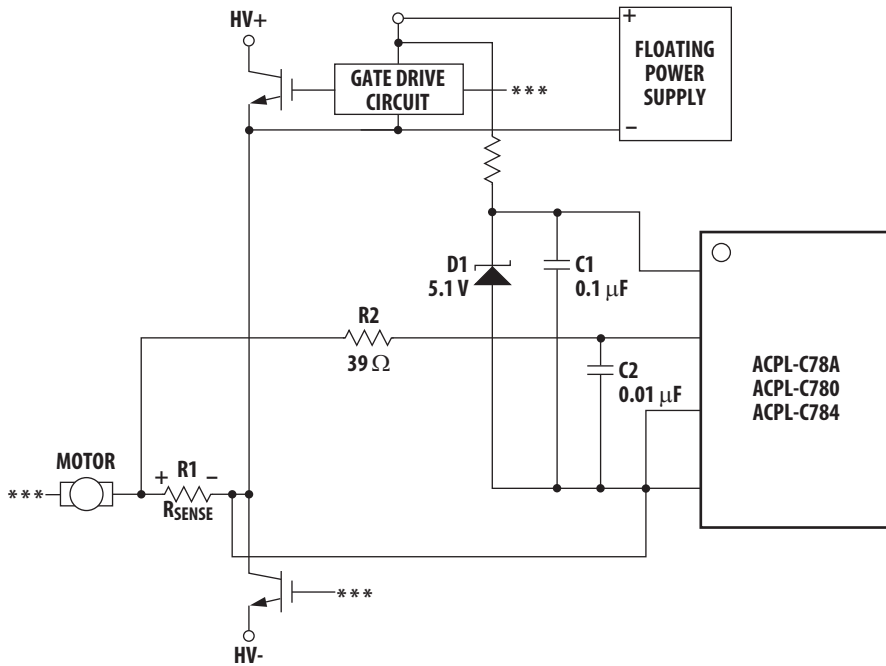 HV+
+
FLOATING
POWER
SUPPLY
GATE DRIVE
CIRCUIT
***
−
D1
5.1 V
C1
0.1 μF
R2
39 Ω
C2
0.01 μF
ACPL-C78A
ACPL-C780
ACPL-C784
MOTOR
***
+ R1 −
RSENSE
***
HV-